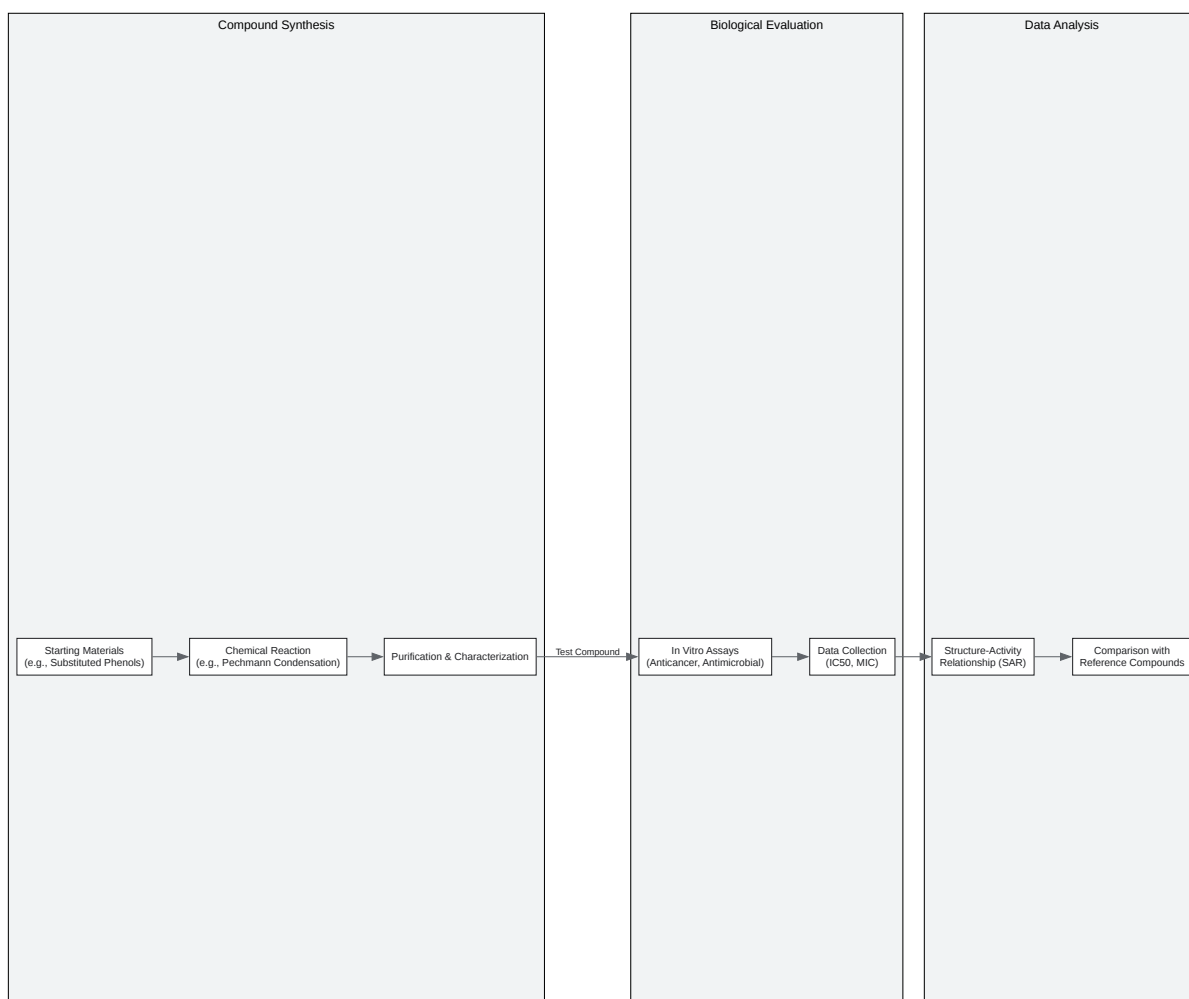 Compound Synthesis
Biological Evaluation
Data Analysis
Starting Materials
(e.g., Substituted Phenols)
Chemical Reaction
(e.g., Pechmann Condensation)
Purification & Characterization
Test Compound
In Vitro Assays
(Anticancer, Antimicrobial)
Data Collection
(IC50, MIC)
Structure-Activity
Relationship (SAR)
Comparison with
Reference Compounds